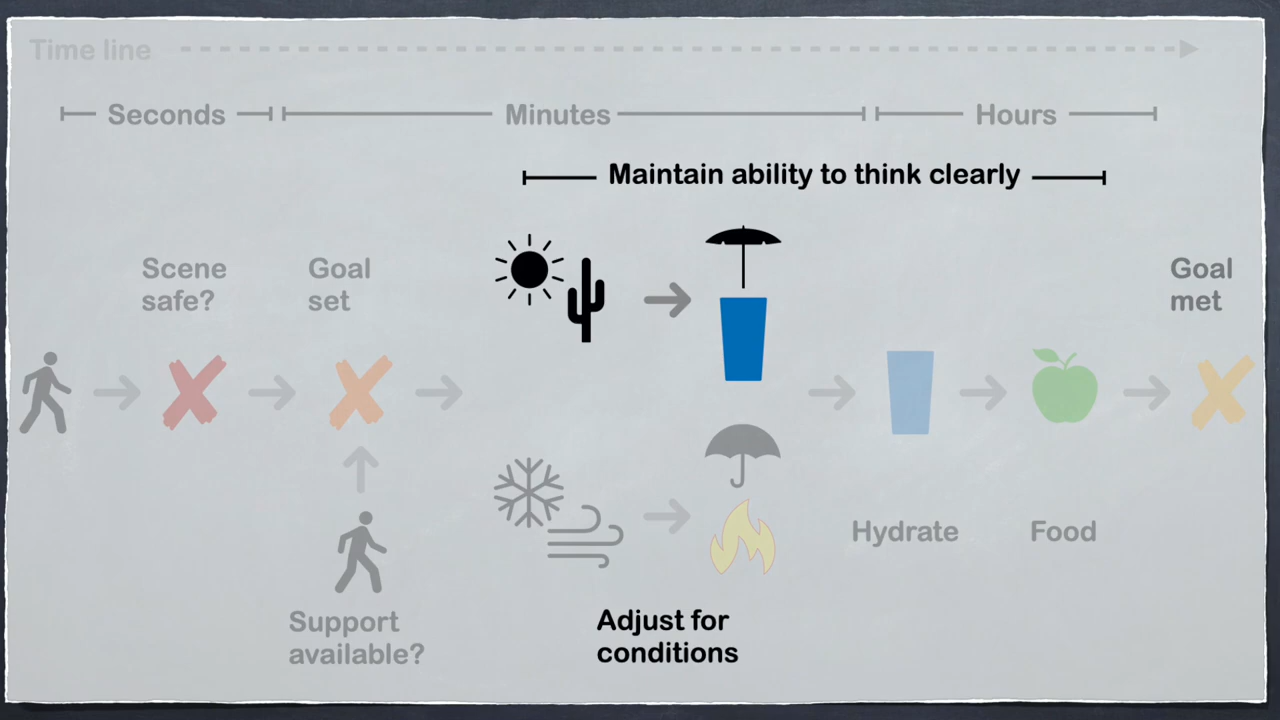 Time line
Seconds
Minutes
Hours
Maintain ability to think clearly
Scene
safe?
Goal
set
Goal
met
Hydrate
Food
Support
available?
Adjust for
conditions